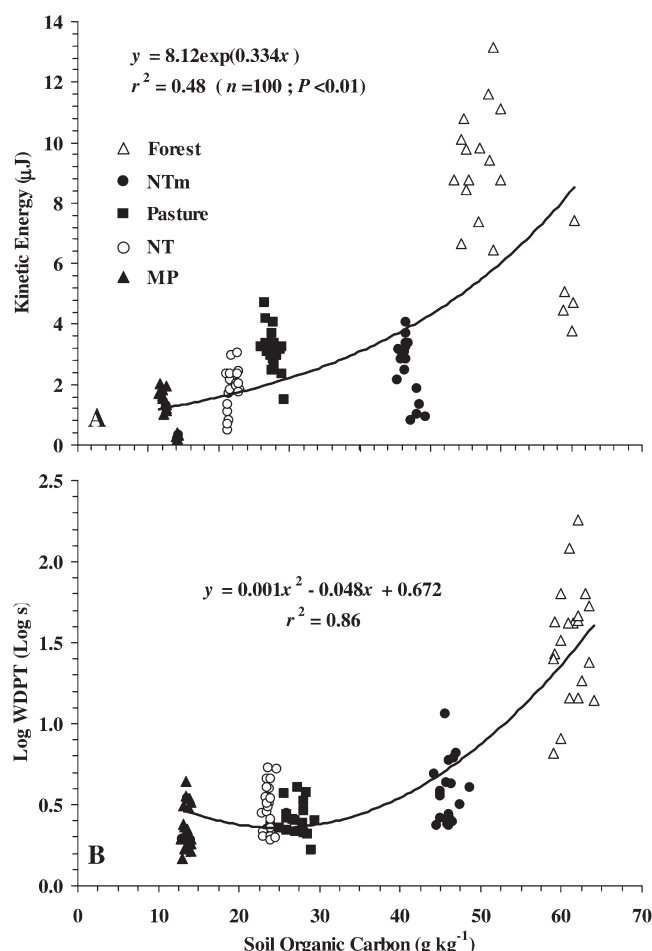 14
12
10
8
6
4
2
0
Kinetic Energy (μJ)
y = 8.12exp(0.334x)
r² = 0.48 (n=100 ; P<0.01)
Forest
NTm
Pasture
NT
MP
A
2.5
2.0
1.5
1.0
0.5
0.0
Log WDPT (Log s)
y = 0.001x² - 0.048x + 0.672
r² = 0.86
B
0 10 20 30 40 50 60 70
Soil Organic Carbon (g kg⁻¹)